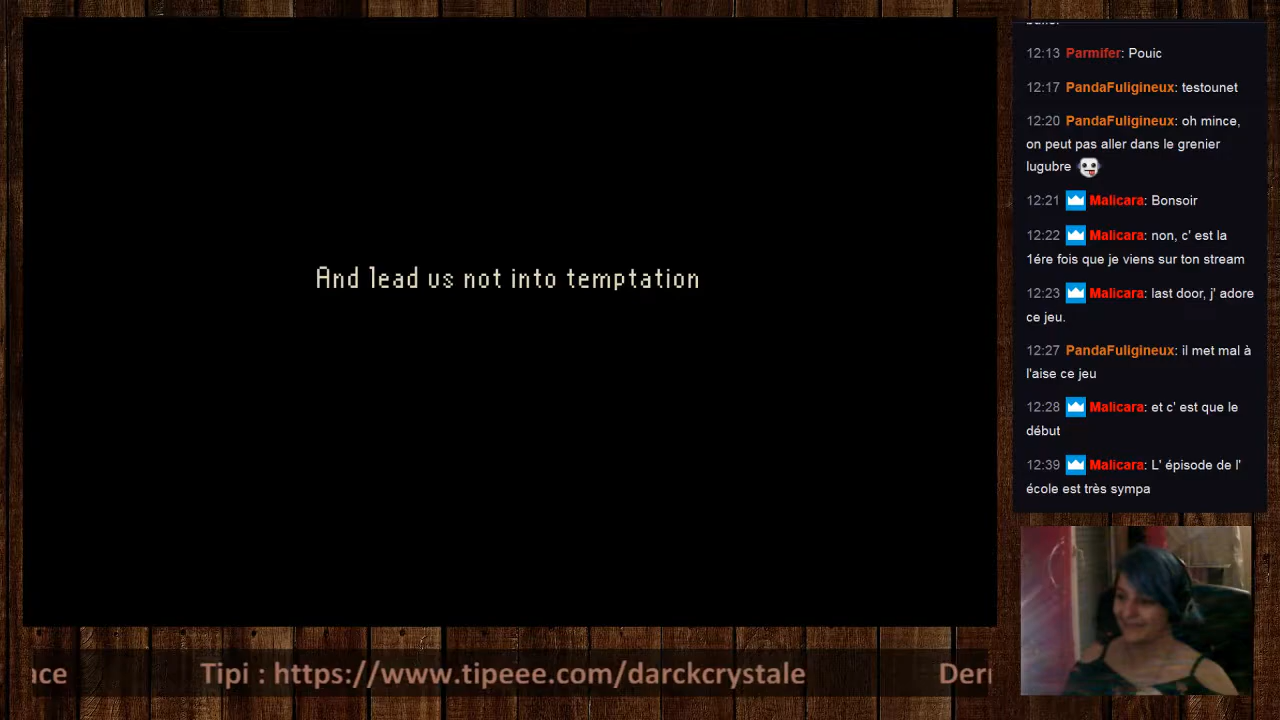 And lead us not into temptation
12:13 Parmifer: Pouic
12:17 PandaFuligineux: testounet
12:20 PandaFuligineux: oh mince,
on peut pas aller dans le grenier
lugubre
12:21 Malicara: Bonsoir
12:22 Malicara: non, c' est la
1ére fois que je viens sur ton stream
12:23 Malicara: last door, j' adore
ce jeu.
12:27 PandaFuligineux: il met mal à
l'aise ce jeu
12:28 Malicara: et c' est que le
début
12:39 Malicara: L' épisode de l'
école est très sympa
ace Tipi : https://www.tipeee.com/darckcrystale Der